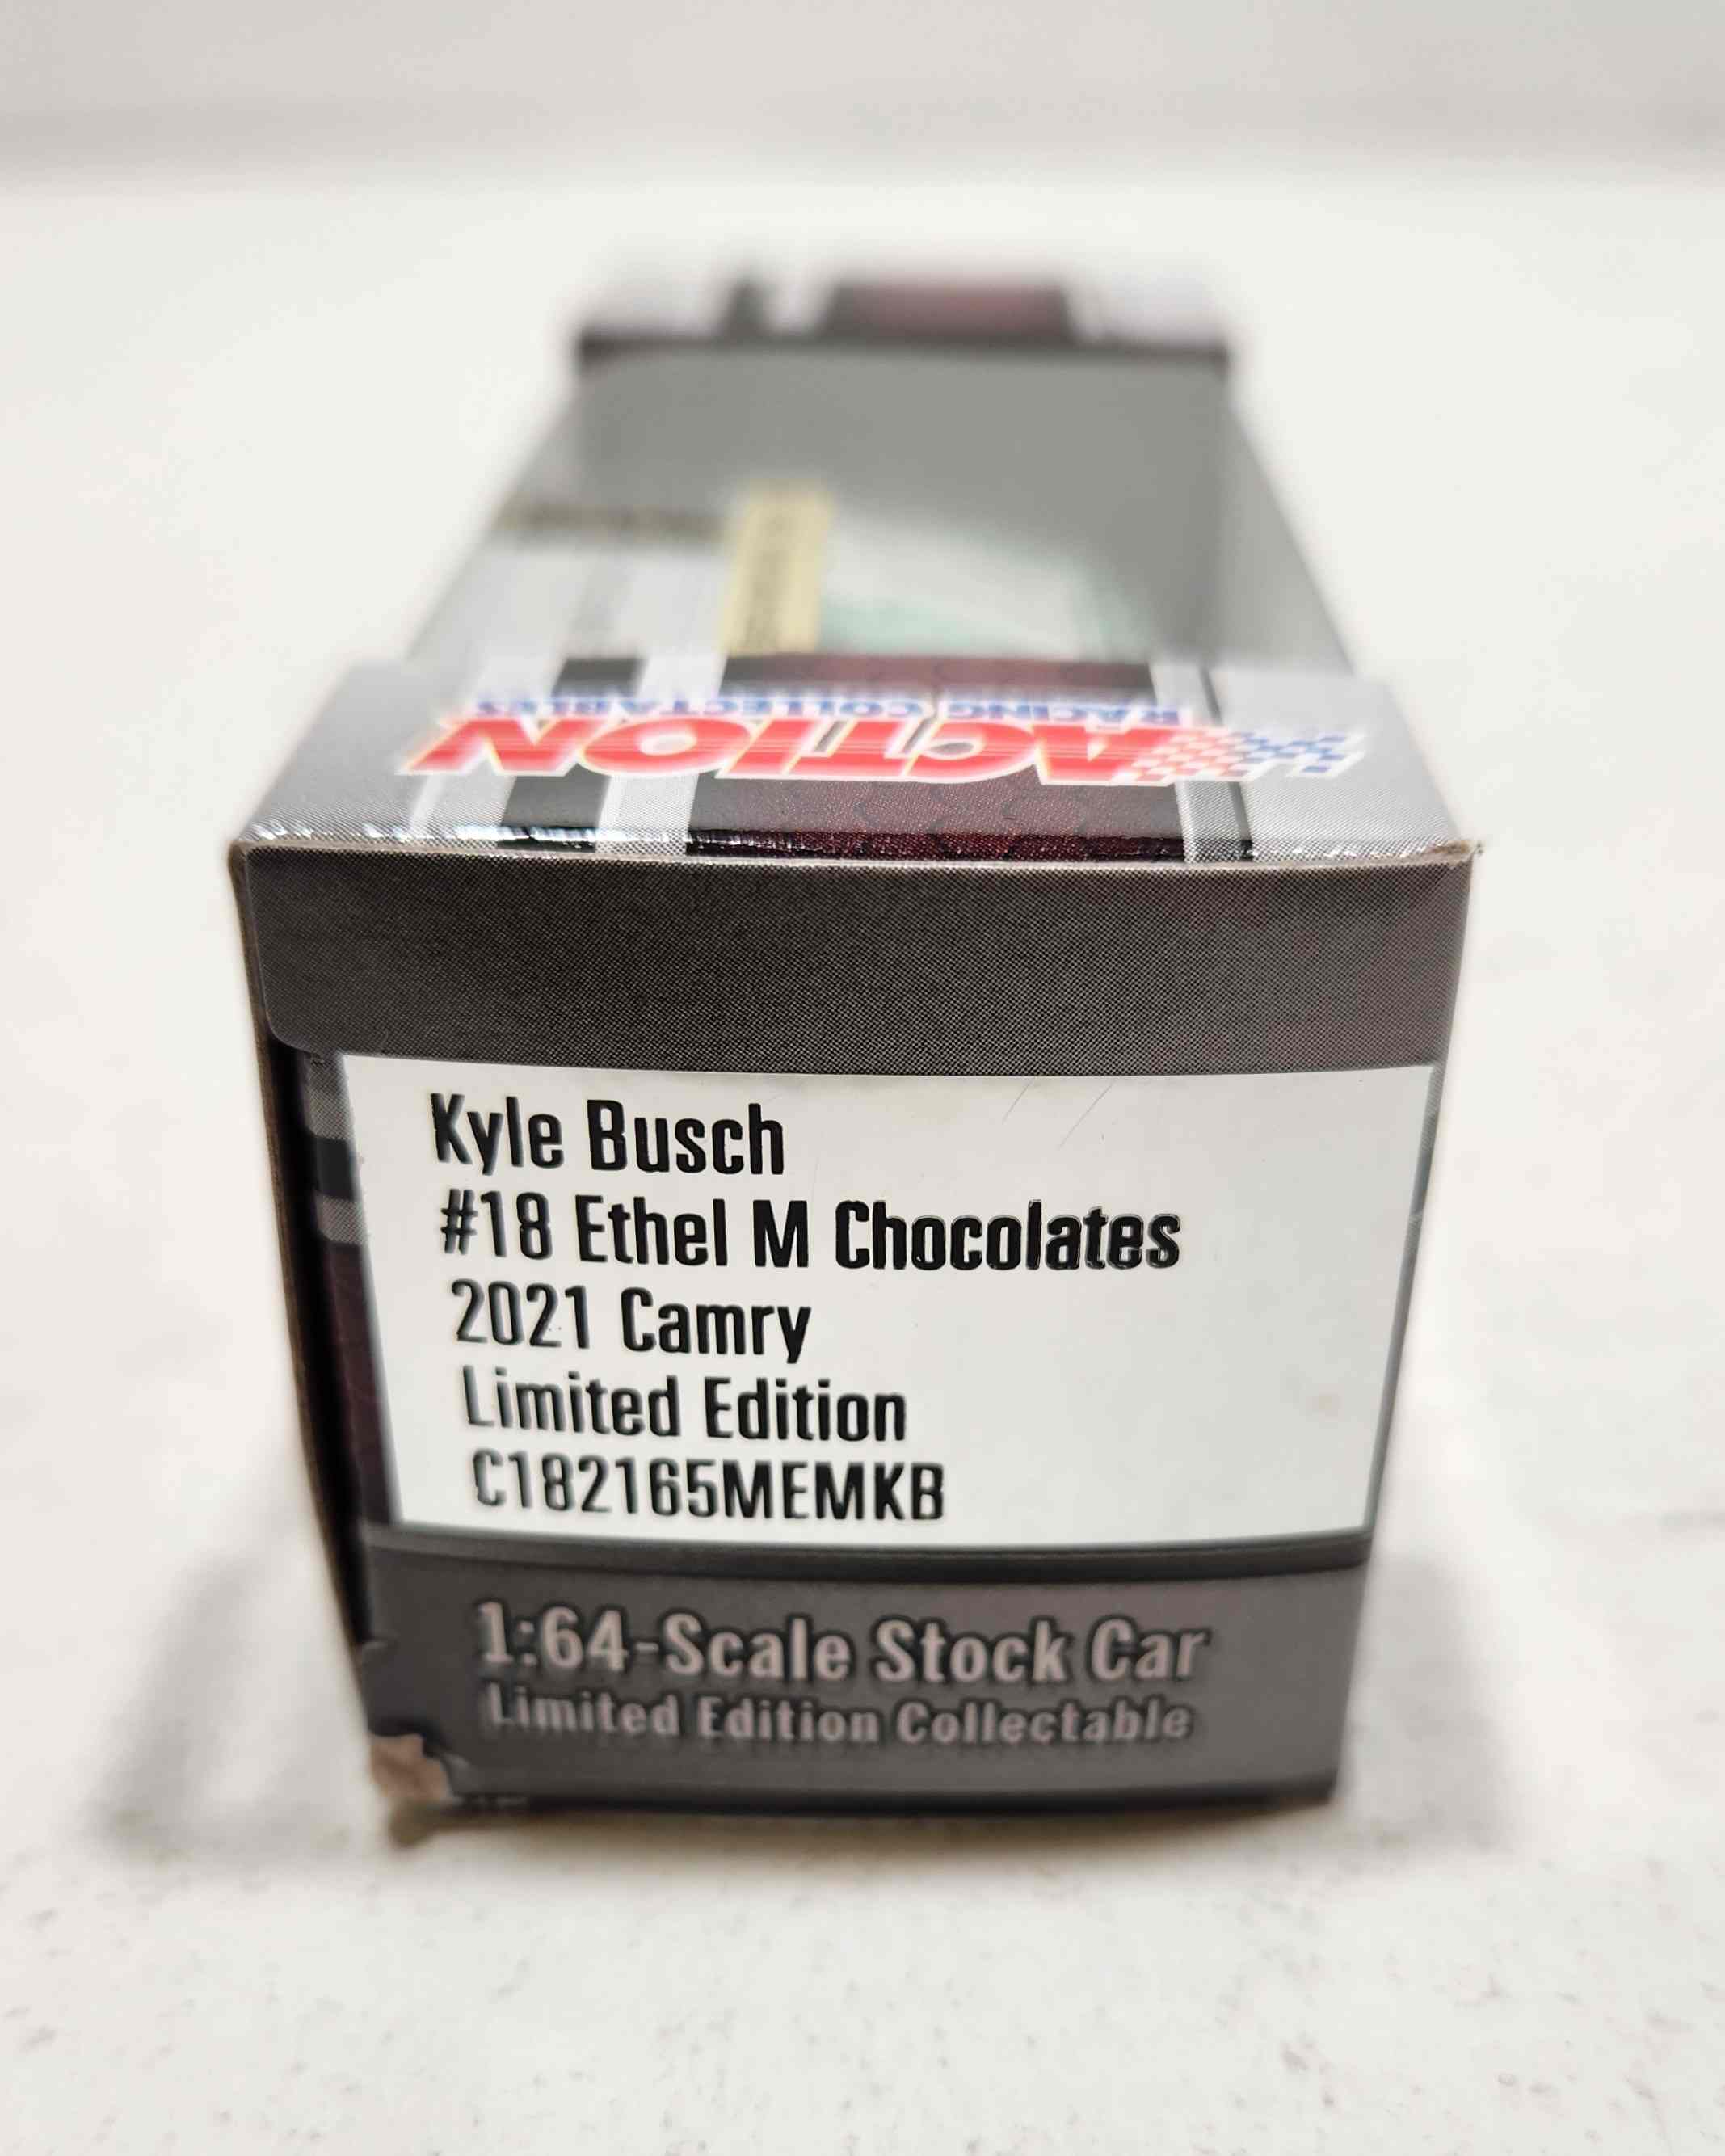 ACTION
RACING COLLECTABLES
Kyle Busch
#18 Ethel M Chocolates
2021 Camry
Limited Edition
C182165MEMKB
1:64-Scale Stock Car
Limited Edition Collectable